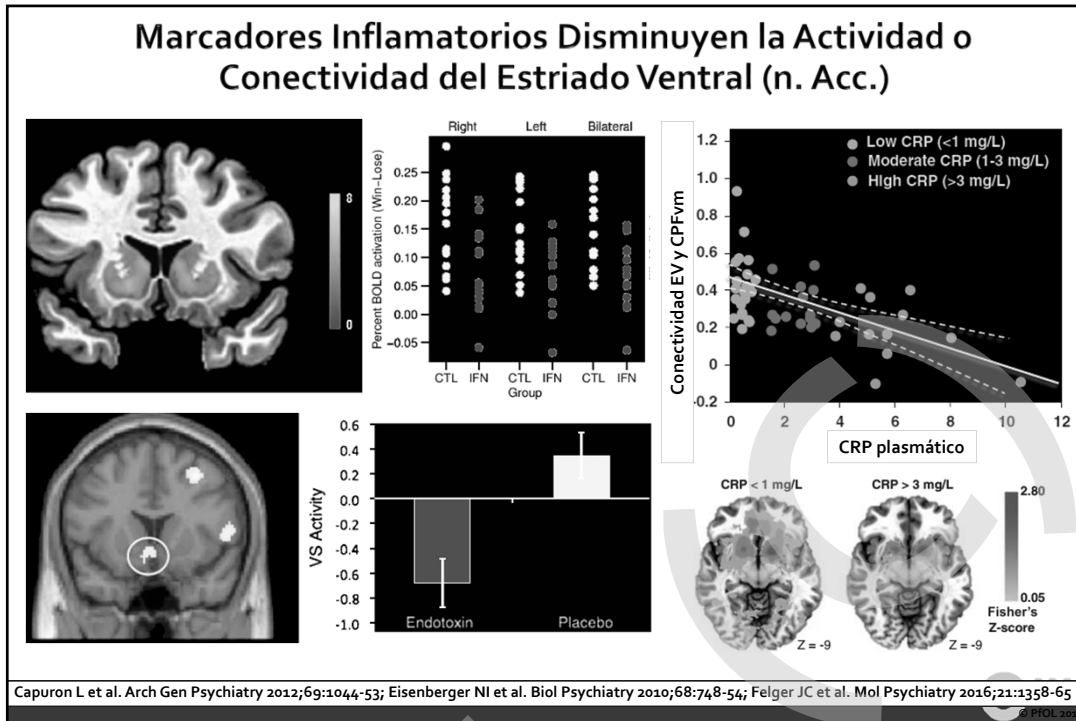 Marcadores Inflamatorios Disminuyen la Actividad o
Conectividad del Estriado Ventral (n. Acc.)
8
0
Right Left Bilateral
Percent BOLD activation (Win-Lose)
0.25
0.20
0.15
0.10
0.05
0.00
-0.05
CTL IFN CTL IFN CTL IFN
Group
Conectividad EV y CPFvm
1.2
1.0
0.8
0.6
0.4
0.2
0
-0.2
0 2 4 6 8 10 12
Low CRP (<1 mg/L)
Moderate CRP (1-3 mg/L)
High CRP (>3 mg/L)
CRP plasmático
VS Activity
0.6
0.4
0.2
0.0
-0.2
-0.4
-0.6
-0.8
-1.0
Endotoxin Placebo
CRP < 1 mg/L CRP > 3 mg/L
2.80
0.05
Fisher's
Z-score
Z = -9 Z = -9
Capuron L et al. Arch Gen Psychiatry 2012;69:1044-53; Eisenberger NI et al. Biol Psychiatry 2010;68:748-54; Felger JC et al. Mol Psychiatry 2016;21:1358-65
© PfOL